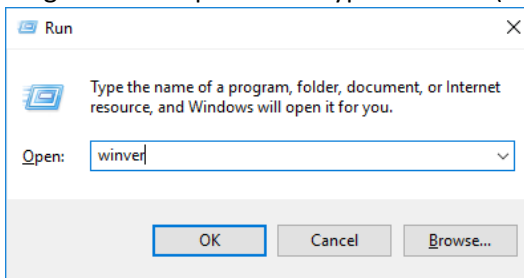 Run
Type the name of a program, folder, document, or Internet
resource, and Windows will open it for you.
Open: winver
OK Cancel Browse...